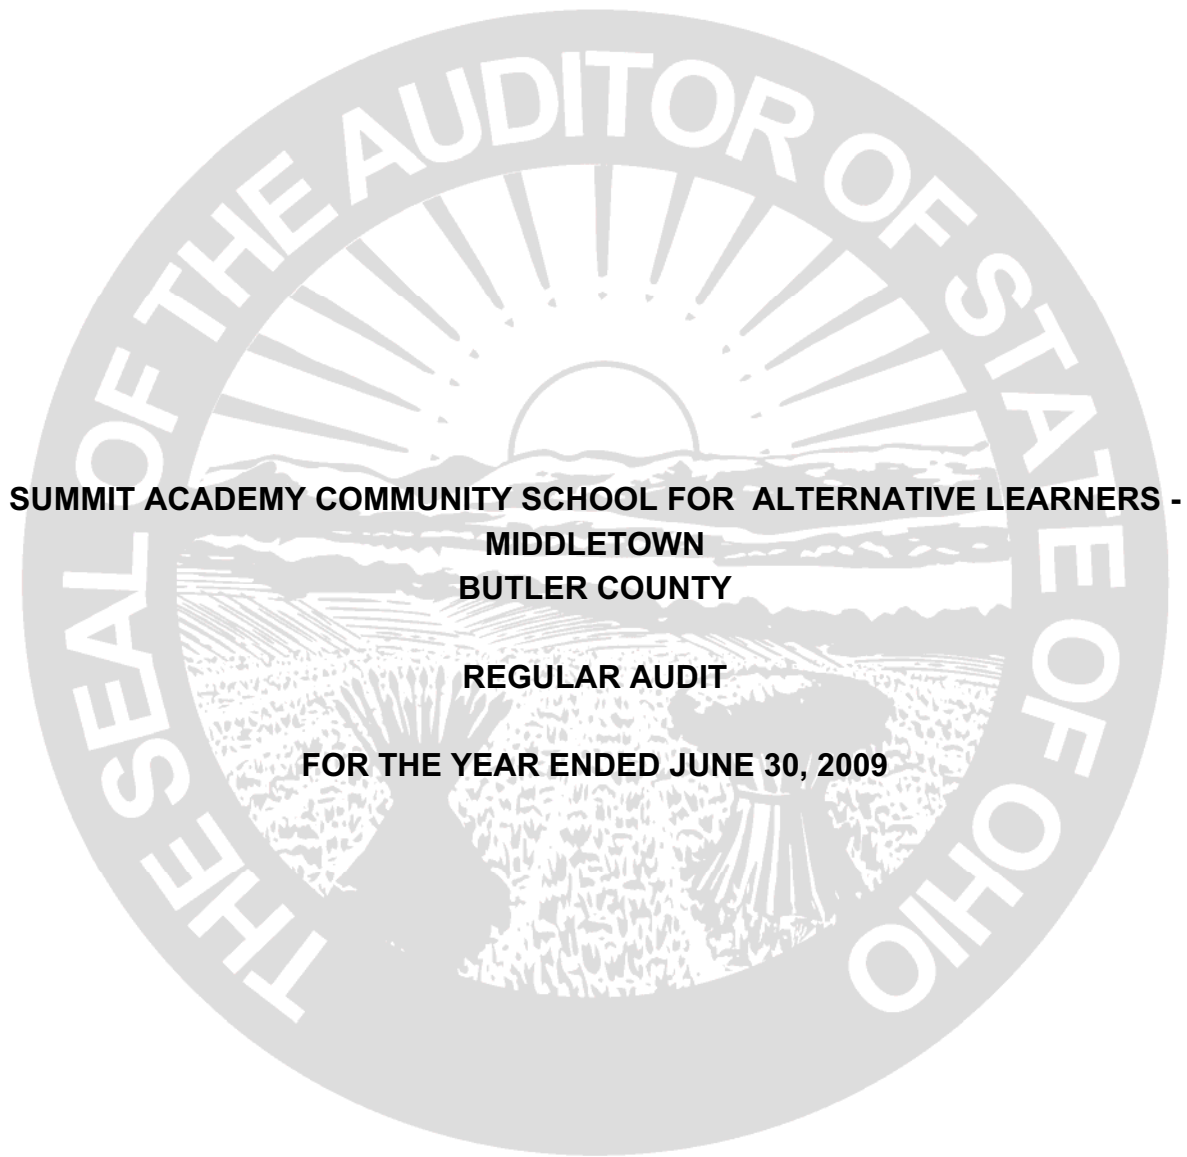 THE SEAL OF THE AUDITOR OF STATE OF OHIO
SUMMIT ACADEMY COMMUNITY SCHOOL FOR ALTERNATIVE LEARNERS -
MIDDLETOWN
BUTLER COUNTY
REGULAR AUDIT
FOR THE YEAR ENDED JUNE 30, 2009